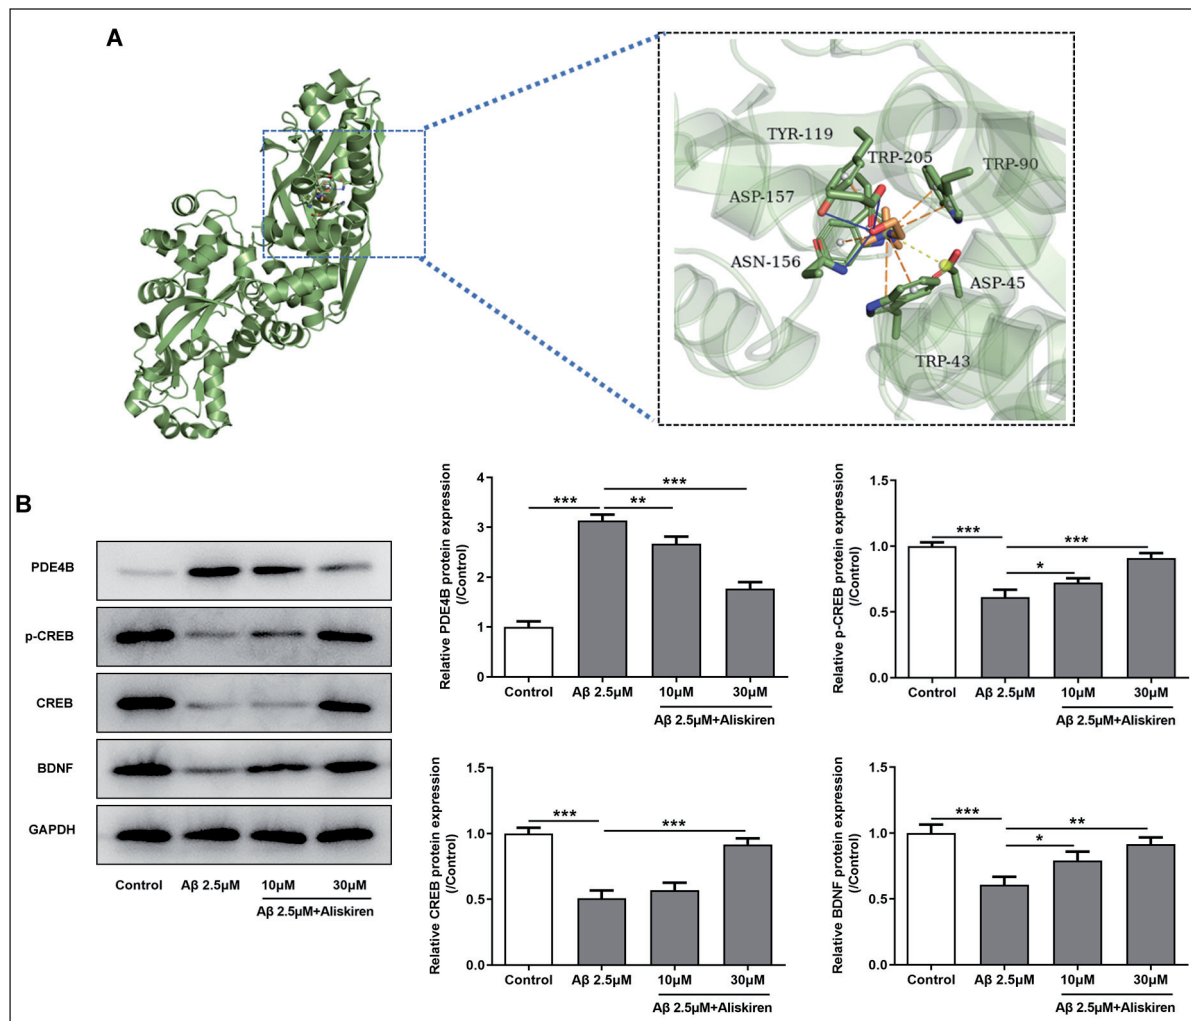 A
TYR-119
TRP-205
TRP-90
ASP-157
ASN-156
ASP-45
TRP-43
B
PDE4B
p-CREB
CREB
BDNF
GAPDH
Control Aβ 2.5μM 10μM 30μM
Aβ 2.5μM+Aliskiren
Relative PDE4B protein expression
(/Control)
4
3
2
1
0
***
**
***
Control Aβ 2.5μM 10μM 30μM
Aβ 2.5μM+Aliskiren
Relative p-CREB protein expression
(/Control)
1.5
1.0
0.5
0.0
***
***
*
Control Aβ 2.5μM 10μM 30μM
Aβ 2.5μM+Aliskiren
Relative CREB protein expression
(/Control)
1.5
1.0
0.5
0.0
***
***
Control Aβ 2.5μM 10μM 30μM
Aβ 2.5μM+Aliskiren
Relative BDNF protein expression
(/Control)
1.5
1.0
0.5
0.0
***
**
*
Control Aβ 2.5μM 10μM 30μM
Aβ 2.5μM+Aliskiren